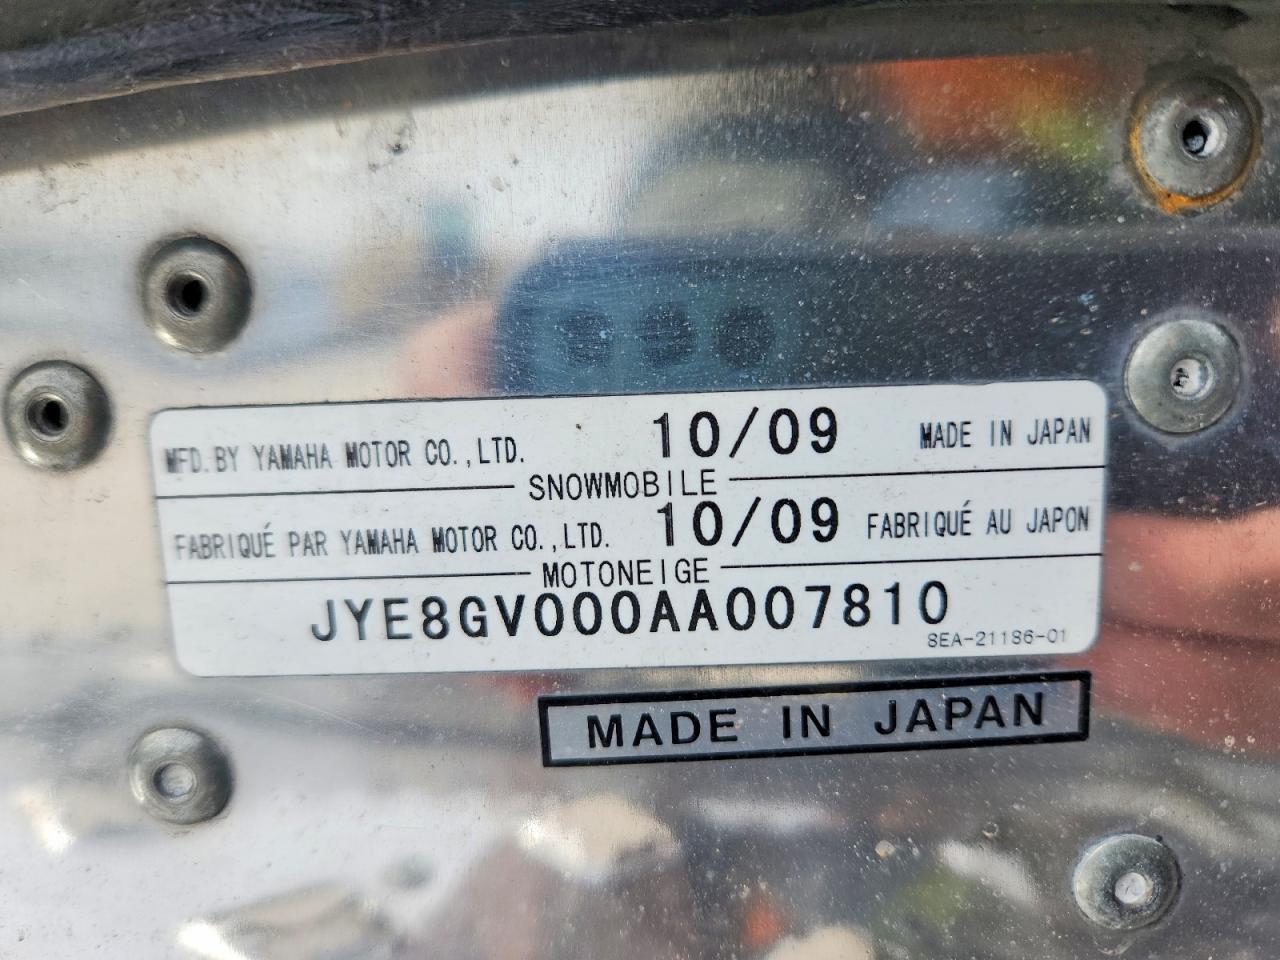 MFD. BY YAMAHA MOTOR CO.,LTD. 10/09 MADE IN JAPAN
SNOWMOBILE
FABRIQUÉ PAR YAMAHA MOTOR CO.,LTD. 10/09 FABRIQUÉ AU JAPON
MOTONEIGE
JYE8GV000AA007810
8EA-21186-01
MADE IN JAPAN